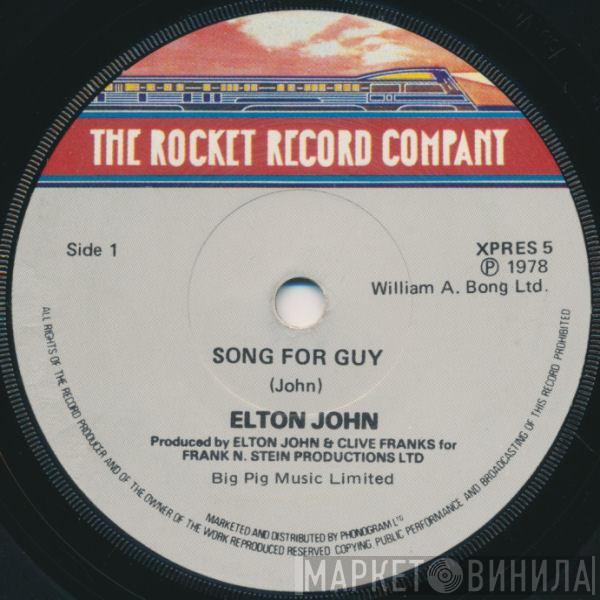 THE ROCKET RECORD COMPANY
Side 1
XPRES 5
Ⓟ 1978
William A. Bong Ltd.
SONG FOR GUY
(John)
ELTON JOHN
Produced by ELTON JOHN & CLIVE FRANKS for
FRANK N. STEIN PRODUCTIONS LTD
Big Pig Music Limited
MARKETED AND DISTRIBUTED BY PHONOGRAM LTD
ALL RIGHTS OF THE RECORD PRODUCER AND OF THE OWNER OF THE WORK REPRODUCED RESERVED COPYING, PUBLIC PERFORMANCE AND BROADCASTING OF THIS RECORD PROHIBITED
МАРКЕТ ВИНИЛА